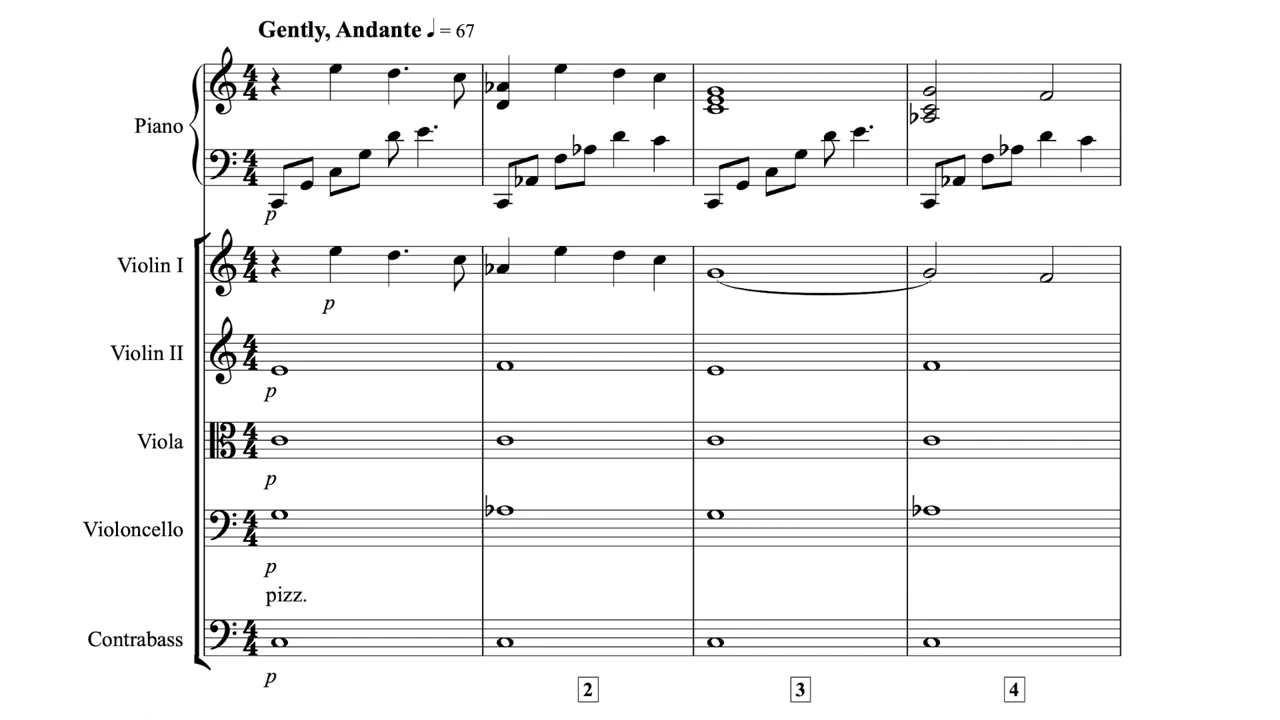 Gently, Andante ♩ = 67
Piano
p
Violin I
p
Violin II
p
Viola
p
Violoncello
p
pizz.
Contrabass
p
2 3 4